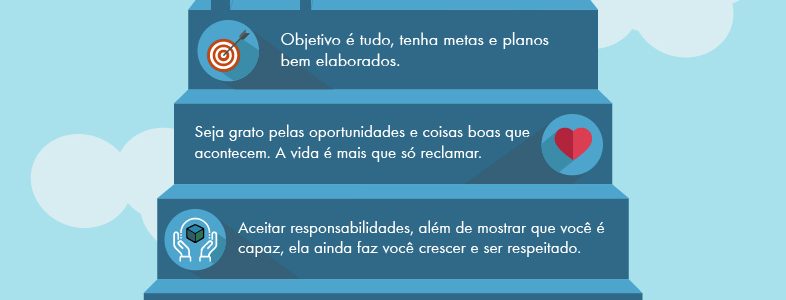 Objetivo é tudo, tenha metas e planos
bem elaborados.
Seja grato pelas oportunidades e coisas boas que
acontecem. A vida é mais que só reclamar.
Aceitar responsabilidades, além de mostrar que você é
capaz, ela ainda faz você crescer e ser respeitado.